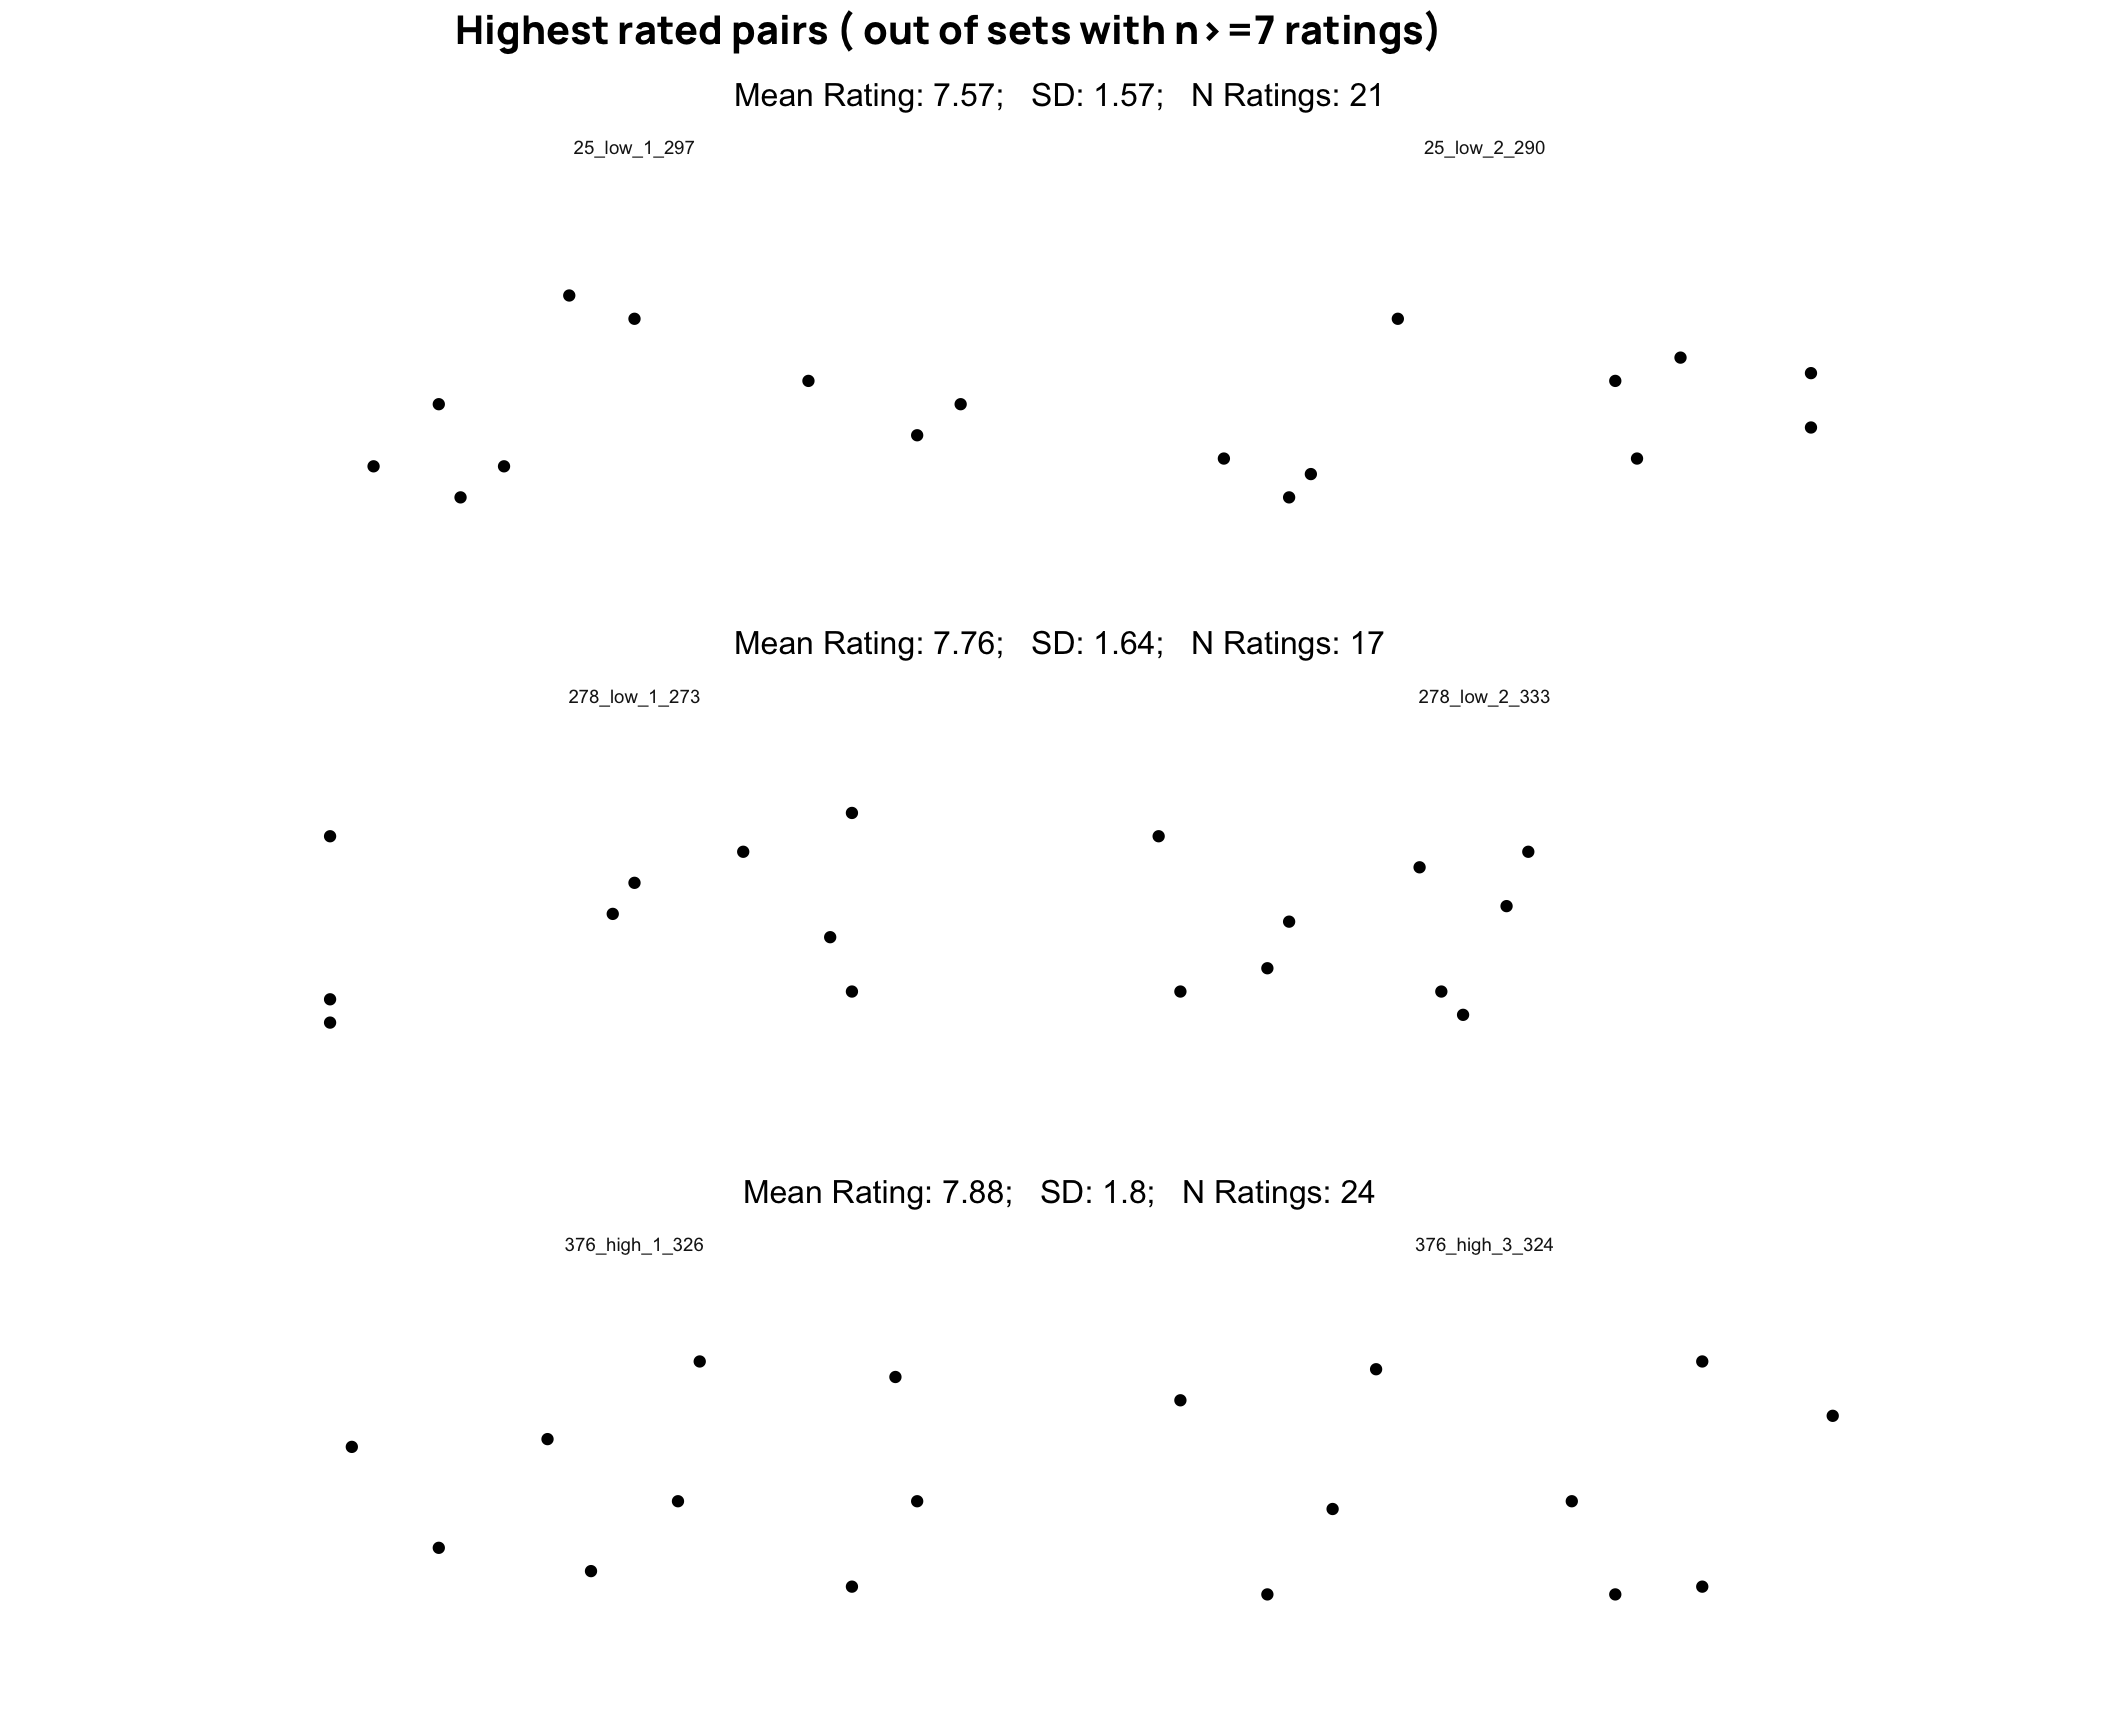 Highest rated pairs ( out of sets with n>=7 ratings)
Mean Rating: 7.57;   SD: 1.57;   N Ratings: 21
25_low_1_297
25_low_2_290
Mean Rating: 7.76;   SD: 1.64;   N Ratings: 17
278_low_1_273
278_low_2_333
Mean Rating: 7.88;   SD: 1.8;   N Ratings: 24
376_high_1_326
376_high_3_324